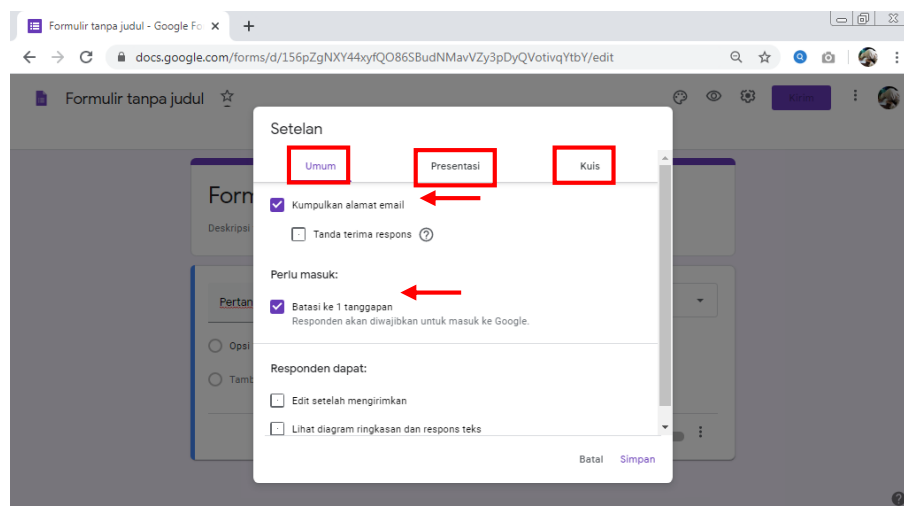 Formulir tanpa judul - Google Fo
docs.google.com/forms/d/156pZgNXY44xyfQO86SBudNMavVZy3pDyQVotivqYtbY/edit
Formulir tanpa judul
Kirim
Setelan
Umum Presentasi Kuis
Form
Kumpulkan alamat email
Deskripsi
Tanda terima respons
Perlu masuk:
Pertan
Batasi ke 1 tanggapan
Responden akan diwajibkan untuk masuk ke Google.
Opsi
Responden dapat:
Tamb
Edit setelah mengirimkan
Lihat diagram ringkasan dan respons teks
Batal Simpan